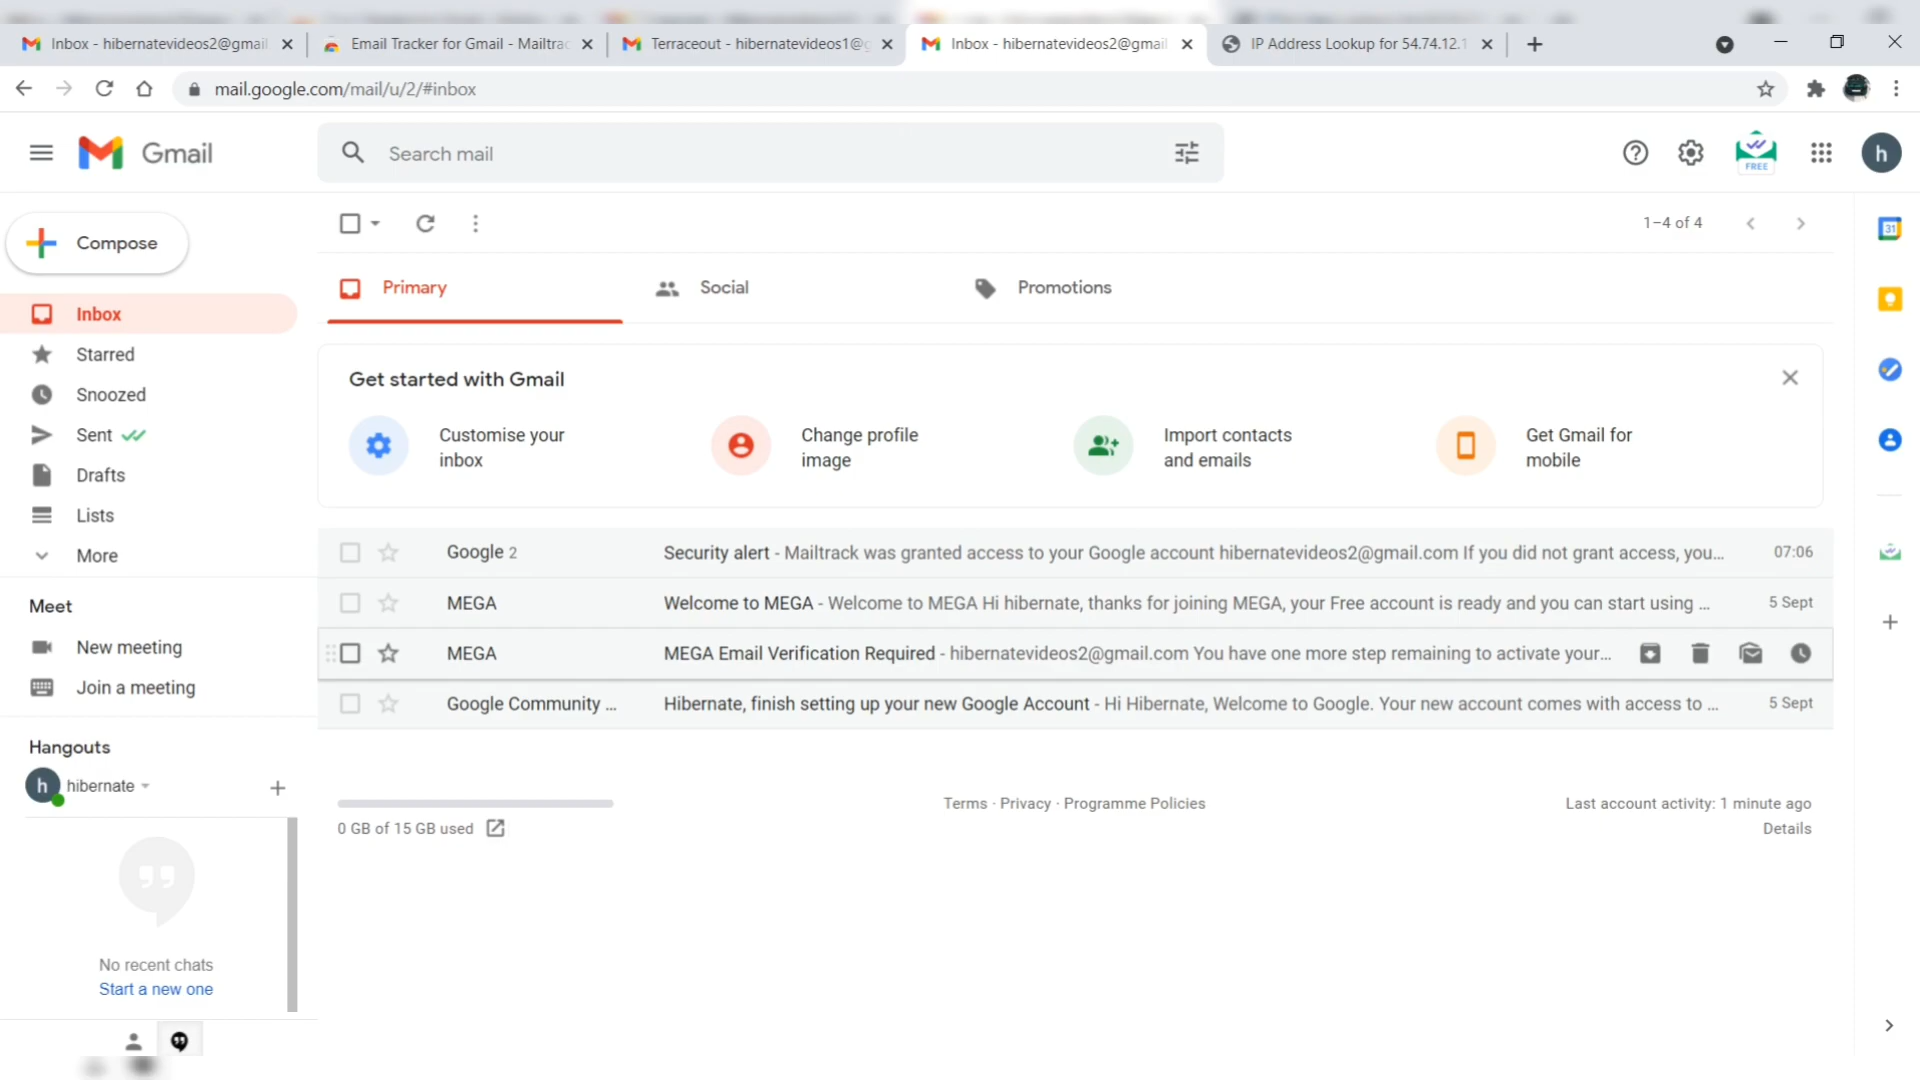 Inbox - hibernatevideos2@gmail
Email Tracker for Gmail - Mailtrac
Terraceout - hibernatevideos1@g
Inbox - hibernatevideos2@gmail
IP Address Lookup for 54.74.12.1
mail.google.com/mail/u/2/#inbox
Gmail
Search mail
FREE
h
Compose
1–4 of 4
31
Primary
Social
Promotions
Inbox
Starred
Snoozed
Sent
Drafts
Lists
More
Get started with Gmail
Customise your
inbox
Change profile
image
Import contacts
and emails
Get Gmail for
mobile
Google 2 Security alert - Mailtrack was granted access to your Google account hibernatevideos2@gmail.com If you did not grant access, you... 07:06
MEGA Welcome to MEGA - Welcome to MEGA Hi hibernate, thanks for joining MEGA, your Free account is ready and you can start using ... 5 Sept
MEGA MEGA Email Verification Required - hibernatevideos2@gmail.com You have one more step remaining to activate your...
Google Community ... Hibernate, finish setting up your new Google Account - Hi Hibernate, Welcome to Google. Your new account comes with access to ... 5 Sept
Meet
New meeting
Join a meeting
Hangouts
h hibernate
No recent chats
Start a new one
0 GB of 15 GB used
Terms · Privacy · Programme Policies
Last account activity: 1 minute ago
Details